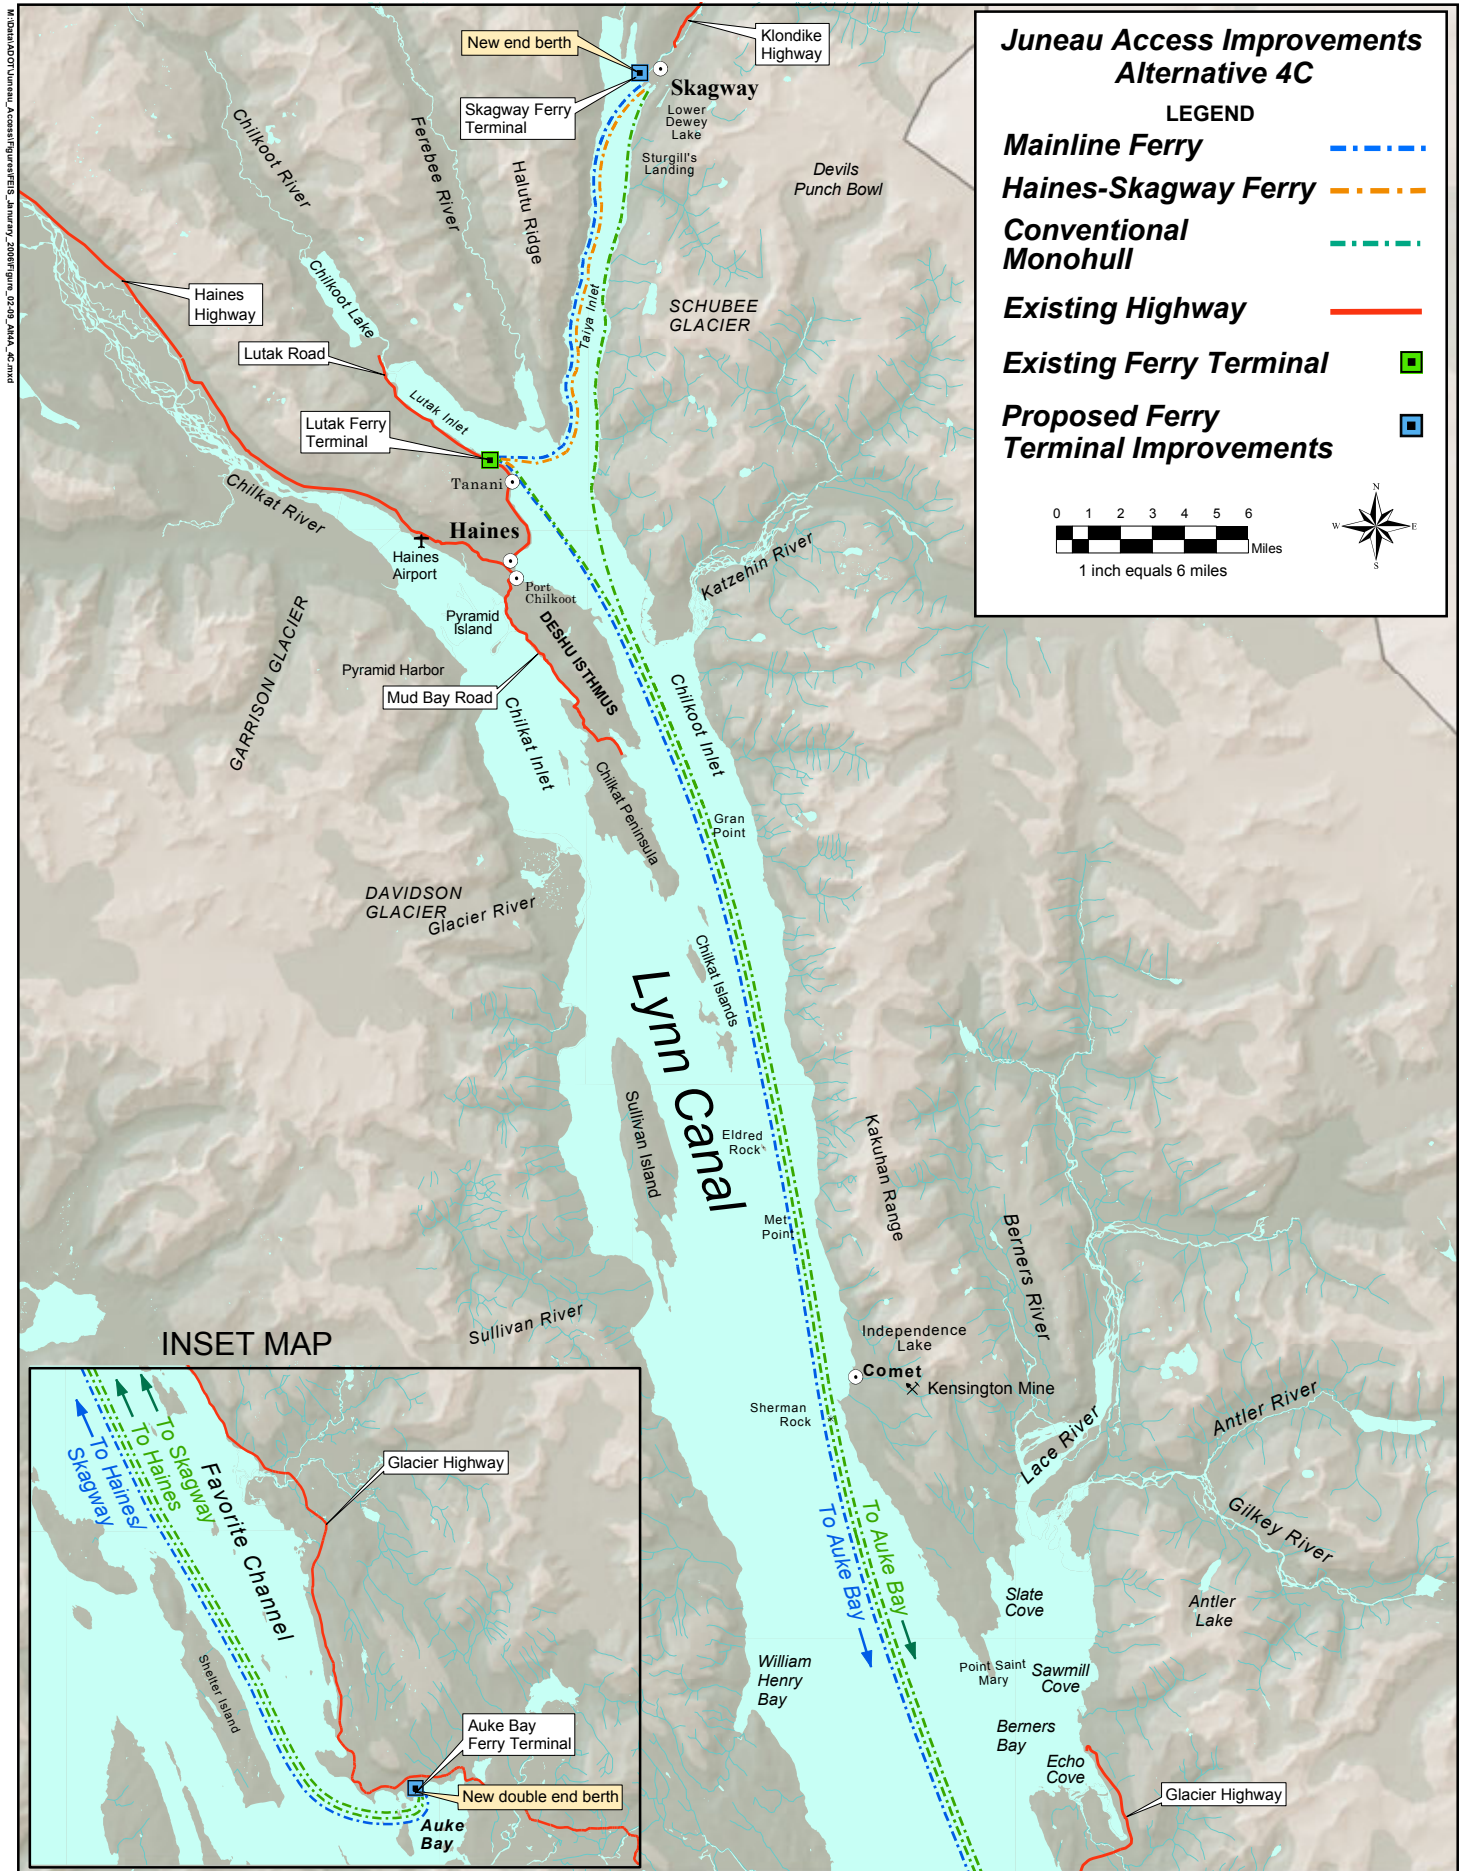 M:\Data\ADOT\Juneau_Access\Figures\FEIS_Janurary_2006\Figure_02-09_Alt4A_4C.mxd
Juneau Access Improvements
Alternative 4C
LEGEND
Mainline Ferry
Haines-Skagway Ferry
Conventional
Monohull
Existing Highway
Existing Ferry Terminal
Proposed Ferry
Terminal Improvements
0 1 2 3 4 5 6
Miles
1 inch equals 6 miles
N
W
E
S
New end berth
Klondike
Highway
Skagway
Skagway Ferry
Terminal
Lower
Dewey
Lake
Sturgill's
Landing
Devils
Punch Bowl
Chilkoot River
Ferebee River
Halutu Ridge
Chilkoot Lake
Taiya Inlet
SCHUBEE
GLACIER
Haines
Highway
Lutak Road
Lutak Inlet
Lutak Ferry
Terminal
Tanani
Chilkat River
Haines
Haines
Airport
Port
Chilkoot
Katzehin River
Pyramid
Island
DESHU ISTHMUS
GARRISON GLACIER
Pyramid Harbor
Mud Bay Road
Chilkat Inlet
Chilkoot Inlet
Chilkat Peninsula
Gran
Point
DAVIDSON
GLACIER
Glacier River
Chilkat Islands
Lynn Canal
Sullivan Island
Eldred
Rock
Kakuhan Range
Met
Point
Berners River
Sullivan River
Independence
Lake
Comet
Kensington Mine
Sherman
Rock
Lace River
Antler River
Gilkey River
To Auke Bay
To Auke Bay
Slate
Cove
Antler
Lake
William
Henry
Bay
Point Saint
Mary
Sawmill
Cove
Berners
Bay
Echo
Cove
Glacier Highway
INSET MAP
To Haines/
Skagway
To Haines
To Skagway
Favorite Channel
Glacier Highway
Shelter Island
Auke Bay
Ferry Terminal
New double end berth
Auke
Bay